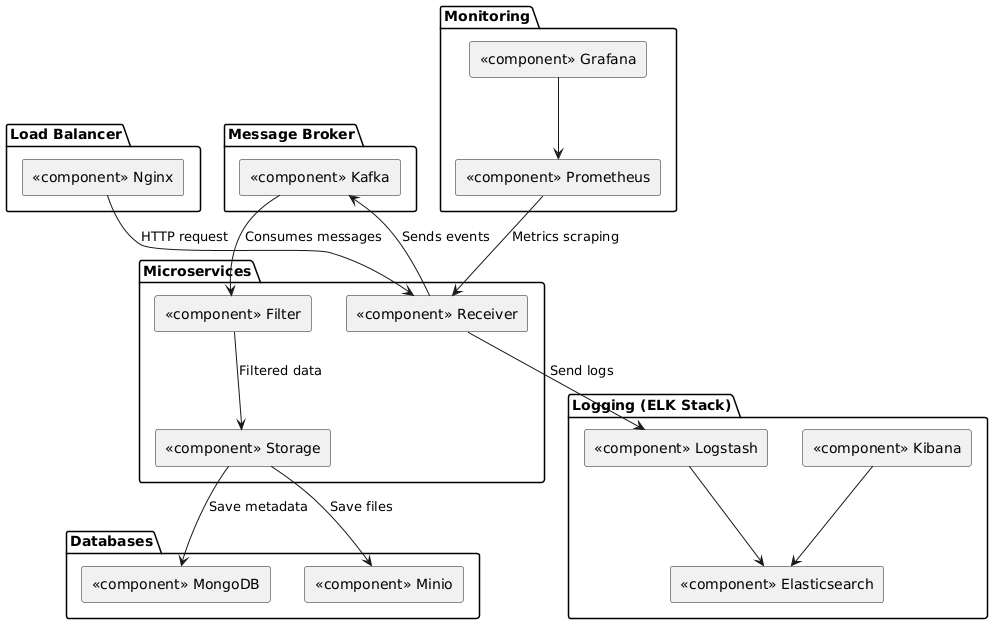 Monitoring
«component» Grafana
Load Balancer
Message Broker
«component» Nginx
«component» Kafka
«component» Prometheus
HTTP request
Consumes messages
Sends events
Metrics scraping
Microservices
«component» Filter
«component» Receiver
Filtered data
Send logs
Logging (ELK Stack)
«component» Storage
«component» Logstash
«component» Kibana
Save metadata
Save files
Databases
«component» MongoDB
«component» Minio
«component» Elasticsearch